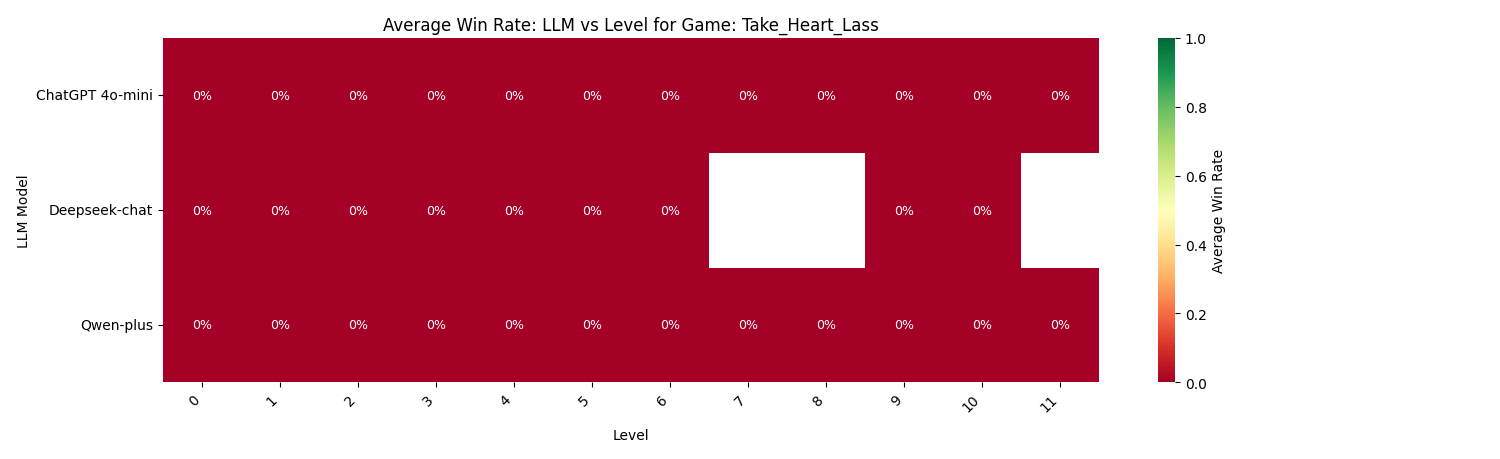 Average Win Rate: LLM vs Level for Game: Take_Heart_Lass
LLM Model
ChatGPT 4o-mini 0% 0% 0% 0% 0% 0% 0% 0% 0% 0% 0% 0%
Deepseek-chat 0% 0% 0% 0% 0% 0% 0% 0% 0%
Qwen-plus 0% 0% 0% 0% 0% 0% 0% 0% 0% 0% 0% 0%
0 1 2 3 4 5 6 7 8 9 10 11
Level
1.0
0.8
0.6
0.4
0.2
0.0
Average Win Rate